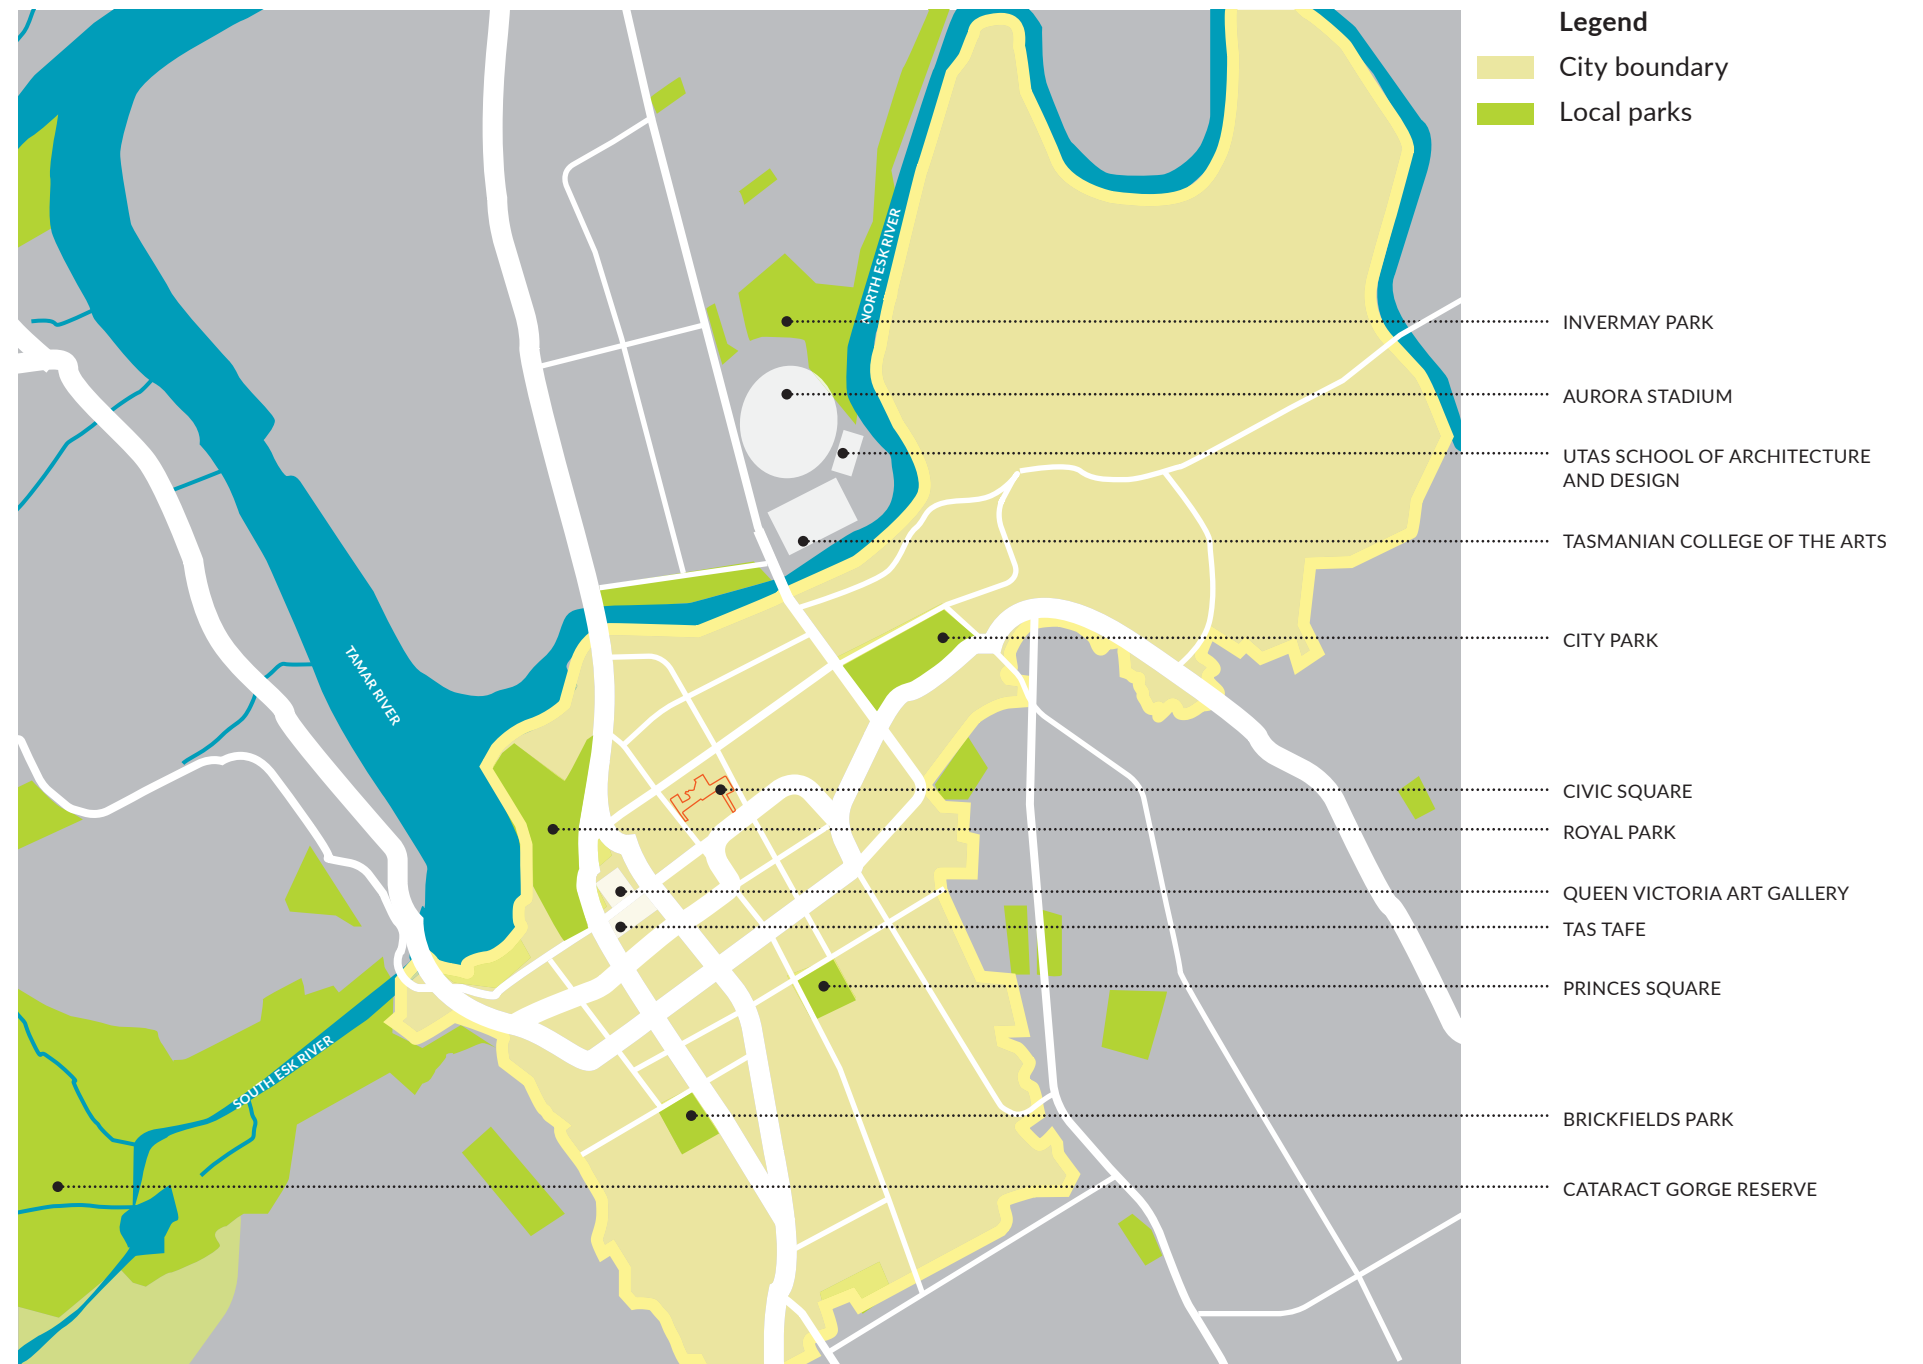 Legend
City boundary
Local parks
NORTH ESK RIVER
INVERMAY PARK
AURORA STADIUM
UTAS SCHOOL OF ARCHITECTURE
AND DESIGN
TASMANIAN COLLEGE OF THE ARTS
CITY PARK
TAMAR RIVER
CIVIC SQUARE
ROYAL PARK
QUEEN VICTORIA ART GALLERY
TAS TAFE
PRINCES SQUARE
SOUTH ESK RIVER
BRICKFIELDS PARK
CATARACT GORGE RESERVE